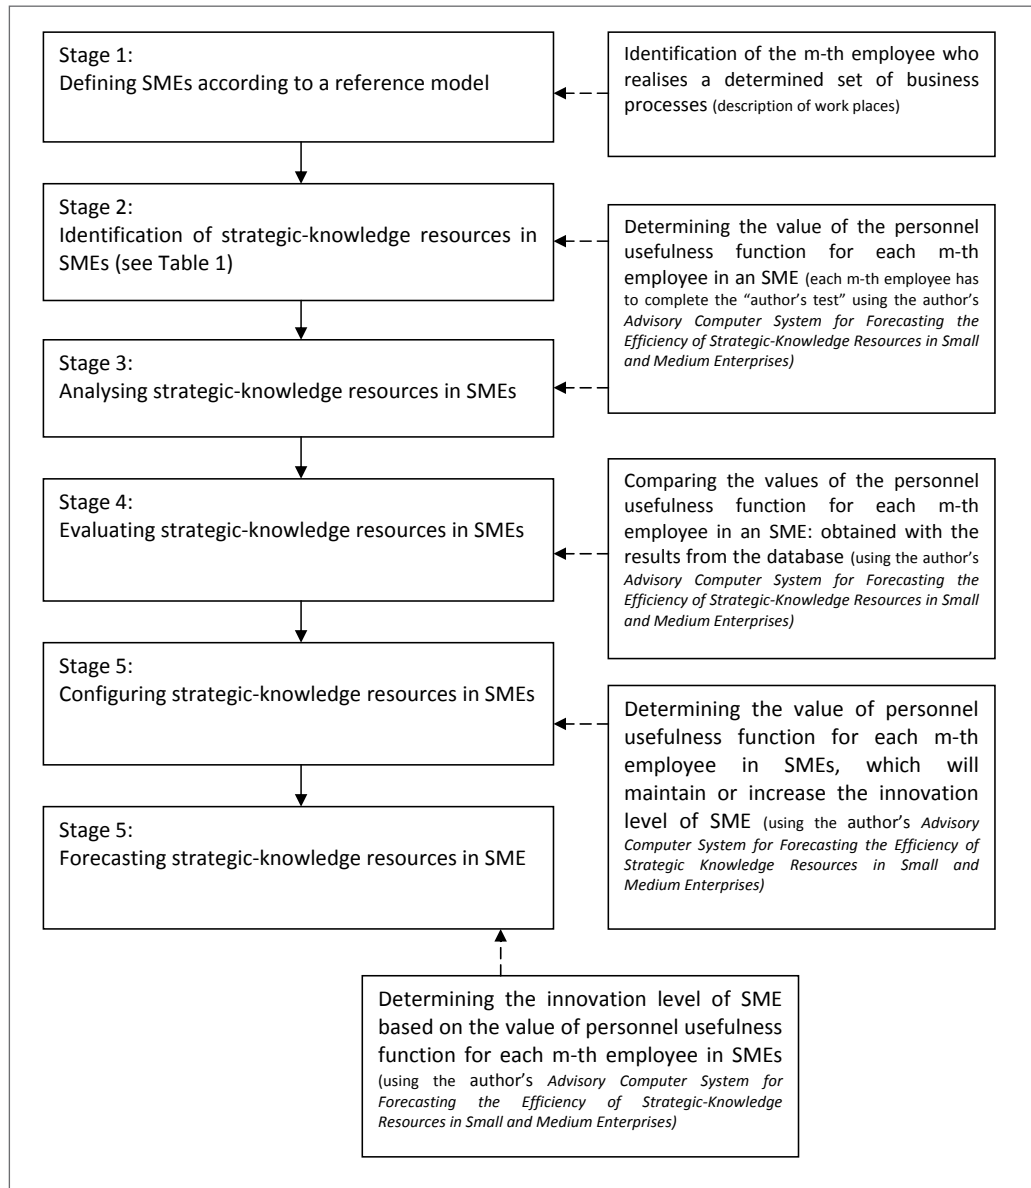 Stage 1:
Defining SMEs according to a reference model
Identification of the m-th employee who
realises a determined set of business
processes (description of work places)
Stage 2:
Identification of strategic-knowledge resources in
SMEs (see Table 1)
Determining the value of the personnel
usefulness function for each m-th
employee in an SME (each m-th employee has
to complete the “author’s test” using the author’s
Advisory Computer System for Forecasting the
Efficiency of Strategic-Knowledge Resources in Small
and Medium Enterprises)
Stage 3:
Analysing strategic-knowledge resources in SMEs
Stage 4:
Evaluating strategic-knowledge resources in SMEs
Comparing the values of the personnel
usefulness function for each m-th
employee in an SME: obtained with the
results from the database (using the author’s
Advisory Computer System for Forecasting the
Efficiency of Strategic-Knowledge Resources in Small
and Medium Enterprises)
Stage 5:
Configuring strategic-knowledge resources in SMEs
Determining the value of personnel
usefulness function for each m-th
employee in SMEs, which will
maintain or increase the innovation
level of SME (using the author’s Advisory
Computer System for Forecasting the Efficiency of
Strategic Knowledge Resources in Small and
Medium Enterprises)
Stage 5:
Forecasting strategic-knowledge resources in SME
Determining the innovation level of SME
based on the value of personnel usefulness
function for each m-th employee in SMEs
(using the author’s Advisory Computer System for
Forecasting the Efficiency of Strategic-Knowledge
Resources in Small and Medium Enterprises)